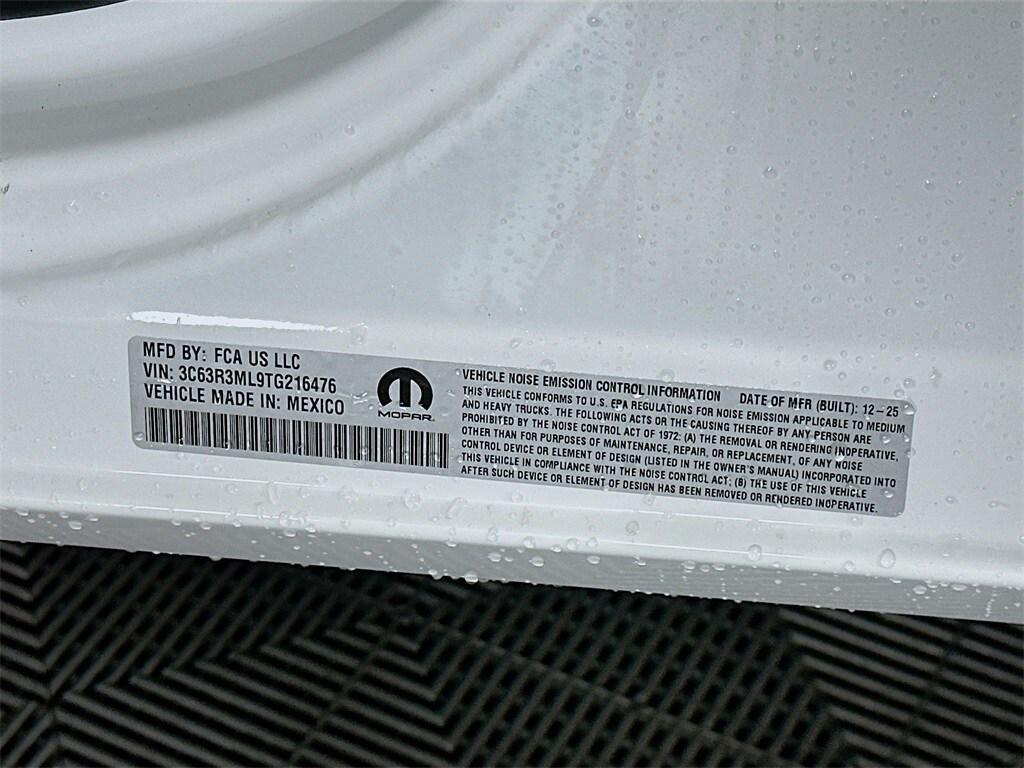 MFD BY: FCA US LLC
VIN: 3C63R3ML9TG216476
VEHICLE MADE IN: MEXICO
MOPAR
VEHICLE NOISE EMISSION CONTROL INFORMATION DATE OF MFR (BUILT): 12-25
THIS VEHICLE CONFORMS TO U.S. EPA REGULATIONS FOR NOISE EMISSION APPLICABLE TO MEDIUM
AND HEAVY TRUCKS. THE FOLLOWING ACTS OR THE CAUSING THEREOF BY ANY PERSON ARE
PROHIBITED BY THE NOISE CONTROL ACT OF 1972: (A) THE REMOVAL OR RENDERING INOPERATIVE,
OTHER THAN FOR PURPOSES OF MAINTENANCE, REPAIR, OR REPLACEMENT, OF ANY NOISE
CONTROL DEVICE OR ELEMENT OF DESIGN (LISTED IN THE OWNER'S MANUAL) INCORPORATED INTO
THIS VEHICLE IN COMPLIANCE WITH THE NOISE CONTROL ACT; (B) THE USE OF THIS VEHICLE
AFTER SUCH DEVICE OR ELEMENT OF DESIGN HAS BEEN REMOVED OR RENDERED INOPERATIVE.